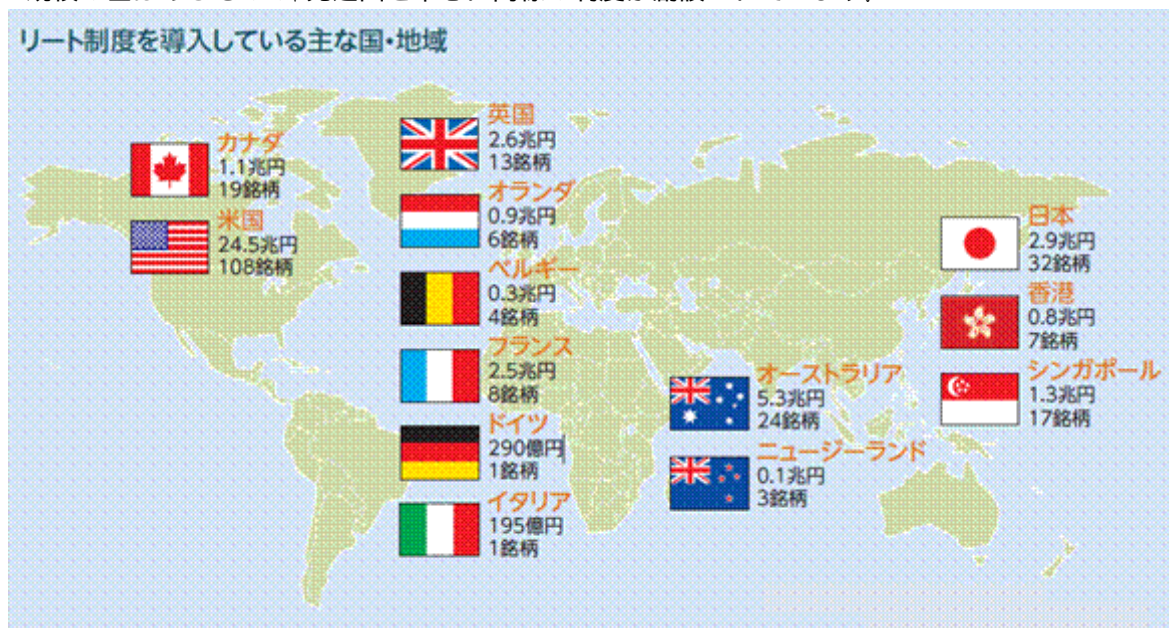 リート制度を導入している主な国・地域
カナダ
1.1兆円
19銘柄
米国
24.5兆円
108銘柄
英国
2.6兆円
13銘柄
オランダ
0.9兆円
6銘柄
ベルギー
0.3兆円
4銘柄
フランス
2.5兆円
8銘柄
ドイツ
290億円
1銘柄
イタリア
195億円
1銘柄
オーストラリア
5.3兆円
24銘柄
ニュージーランド
0.1兆円
3銘柄
日本
2.9兆円
32銘柄
香港
0.8兆円
7銘柄
シンガポール
1.3兆円
17銘柄